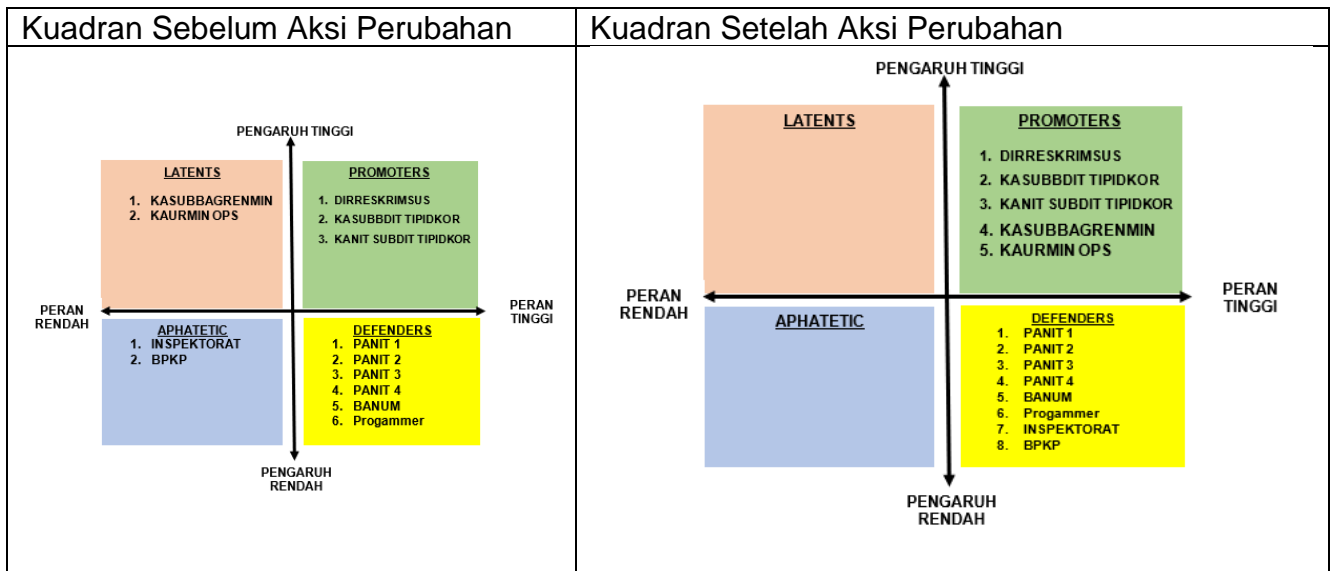 Kuadran Sebelum Aksi Perubahan
PENGARUH TINGGI
LATENTS
1. KASUBBAGRENMIN
2. KAURMIN OPS
PROMOTERS
1. DIRRESKRIMSUS
2. KASUBBDIT TIPIDKOR
3. KANIT SUBDIT TIPIDKOR
PERAN
RENDAH
PERAN
TINGGI
APHATETIC
1. INSPEKTORAT
2. BPKP
DEFENDERS
1. PANIT 1
2. PANIT 2
3. PANIT 3
4. PANIT 4
5. BANUM
6. Progammer
PENGARUH
RENDAH
Kuadran Setelah Aksi Perubahan
PENGARUH TINGGI
LATENTS
PROMOTERS
1. DIRRESKRIMSUS
2. KASUBBDIT TIPIDKOR
3. KANIT SUBDIT TIPIDKOR
4. KASUBBAGRENMIN
5. KAURMIN OPS
PERAN
RENDAH
PERAN
TINGGI
APHATETIC
DEFENDERS
1. PANIT 1
2. PANIT 2
3. PANIT 3
4. PANIT 4
5. BANUM
6. Progammer
7. INSPEKTORAT
8. BPKP
PENGARUH
RENDAH